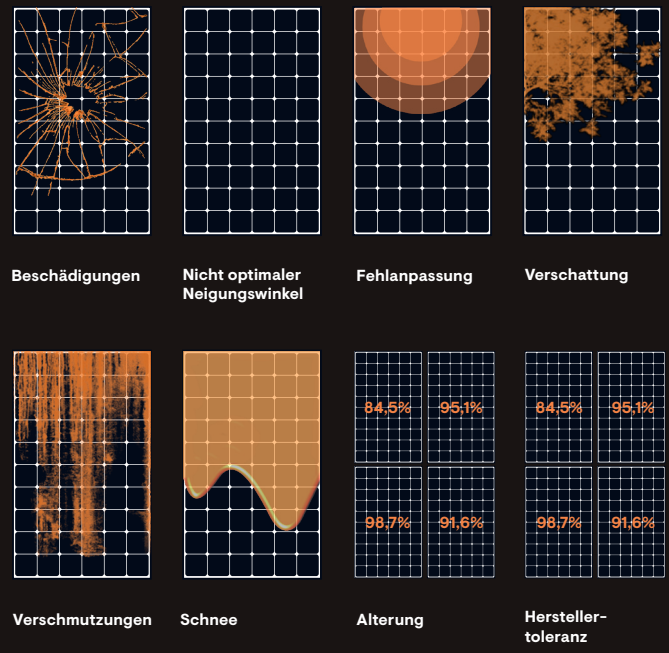 Beschädigungen
Nicht optimaler
Neigungswinkel
Fehlanpassung
Verschattung
84,5% 95,1%
98,7% 91,6%
84,5% 95,1%
98,7% 91,6%
Verschmutzungen
Schnee
Alterung
Hersteller-
toleranz